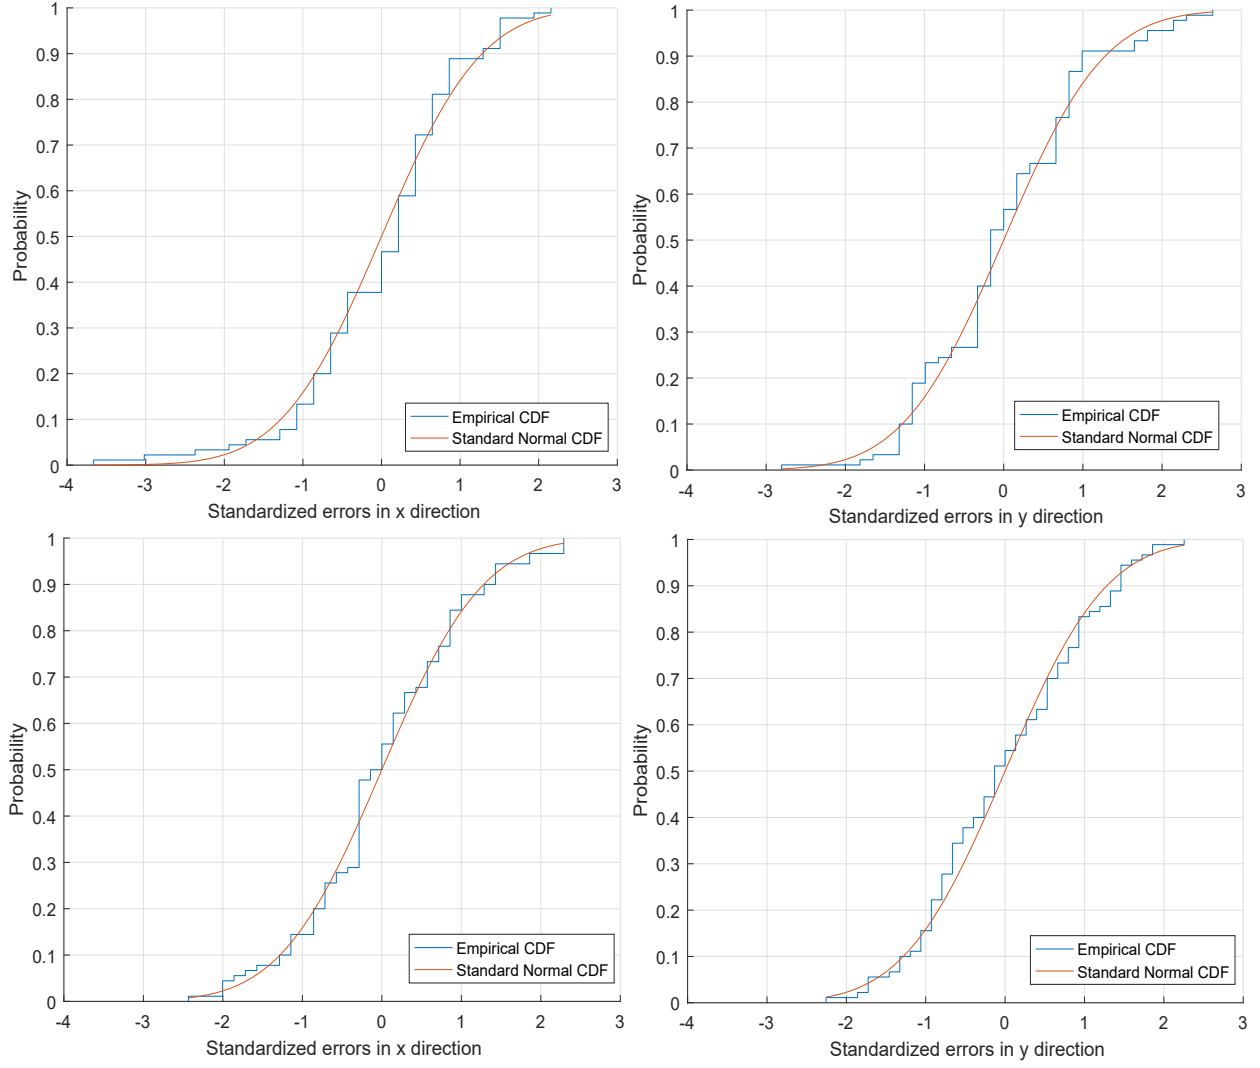 1
0.9
0.8
0.7
0.6
0.5
0.4
0.3
0.2
0.1
0
Probability
-4 -3 -2 -1 0 1 2 3
Standardized errors in x direction
Empirical CDF
Standard Normal CDF
1
0.9
0.8
0.7
0.6
0.5
0.4
0.3
0.2
0.1
0
Probability
-4 -3 -2 -1 0 1 2 3
Standardized errors in y direction
Empirical CDF
Standard Normal CDF
1
0.9
0.8
0.7
0.6
0.5
0.4
0.3
0.2
0.1
0
Probability
-4 -3 -2 -1 0 1 2 3
Standardized errors in x direction
Empirical CDF
Standard Normal CDF
1
0.9
0.8
0.7
0.6
0.5
0.4
0.3
0.2
0.1
0
Probability
-4 -3 -2 -1 0 1 2 3
Standardized errors in y direction
Empirical CDF
Standard Normal CDF